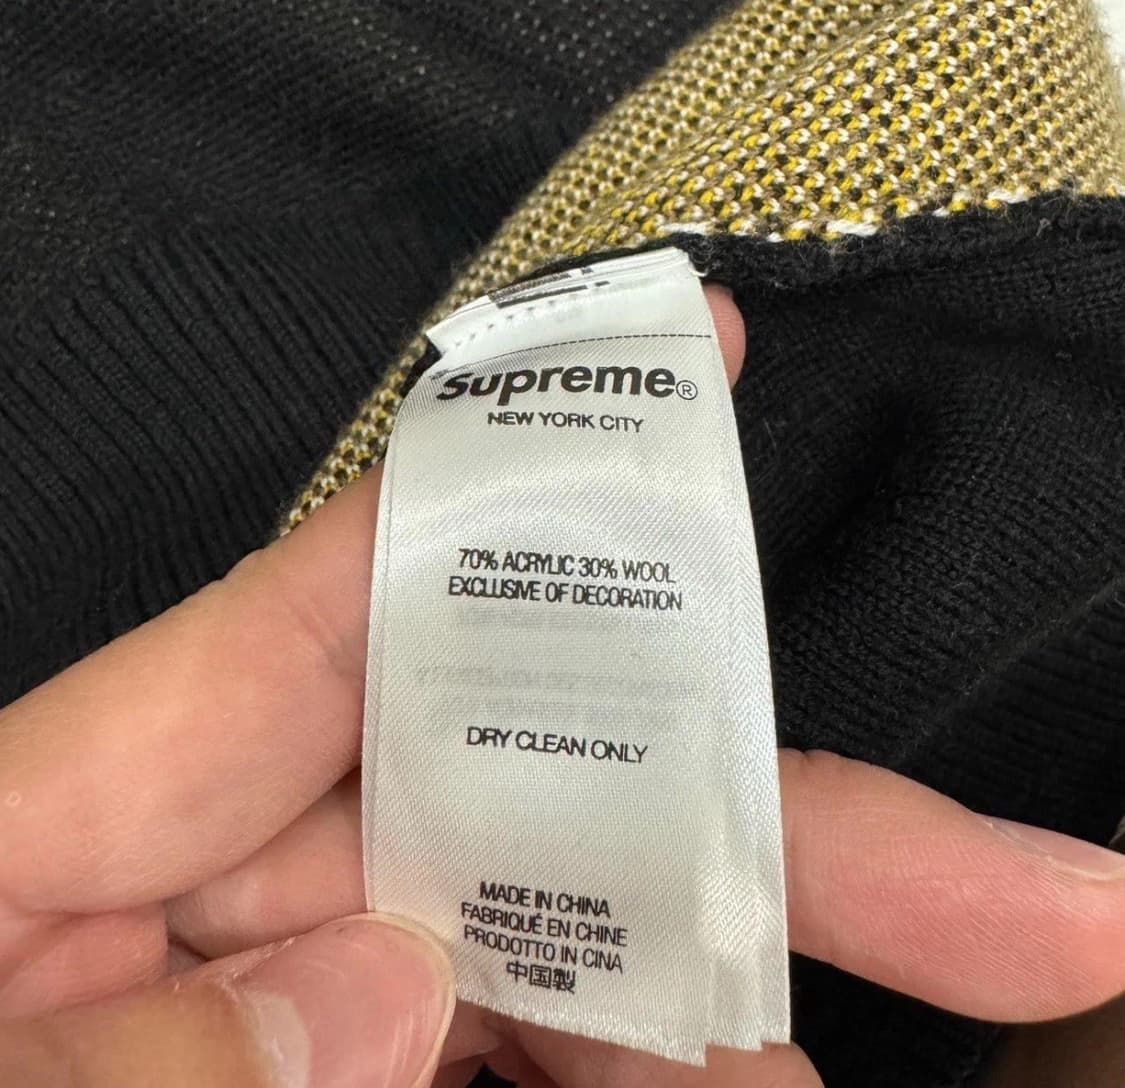 Supreme®
NEW YORK CITY
70% ACRYLIC 30% WOOL
EXCLUSIVE OF DECORATION
DRY CLEAN ONLY
MADE IN CHINA
FABRIQUÉ EN CHINE
PRODOTTO IN CINA
中国製